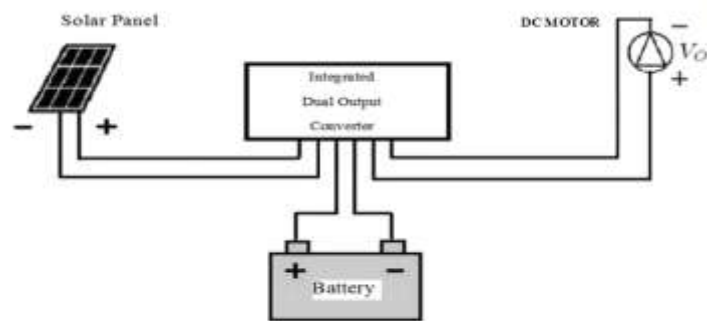 Solar Panel
DC MOTOR
−
V_O
+
Integrated
Dual Output
Converter
− +
+ −
Battery